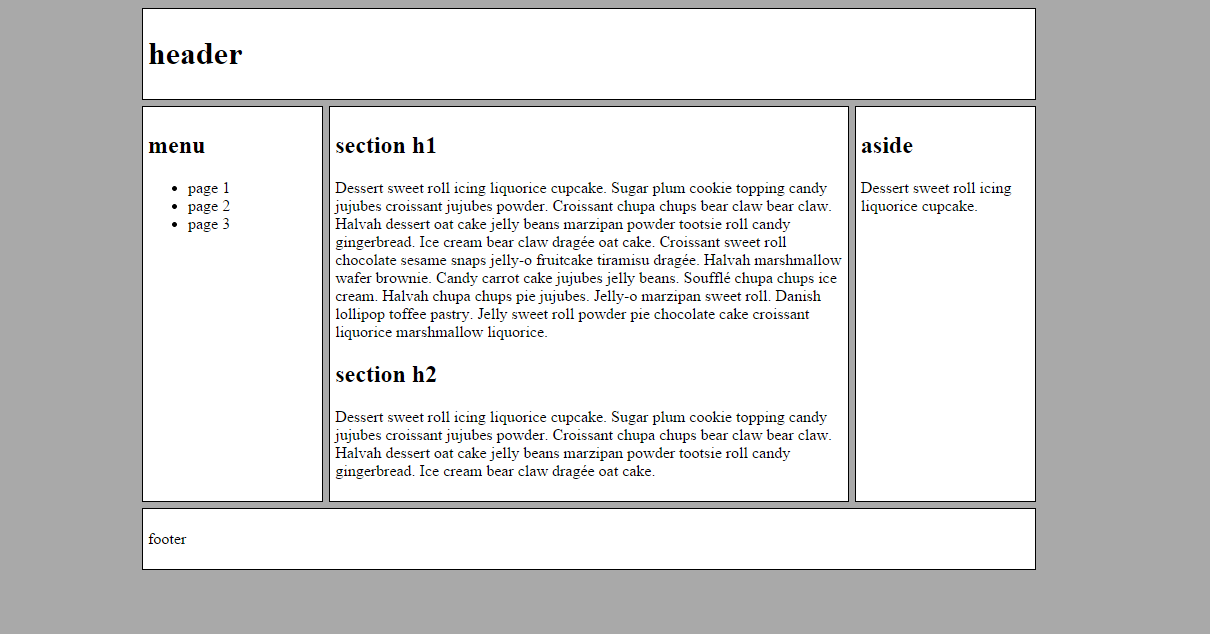 header
menu
page 1
page 2
page 3
section h1
Dessert sweet roll icing liquorice cupcake. Sugar plum cookie topping candy
jujubes croissant jujubes powder. Croissant chupa chups bear claw bear claw.
Halvah dessert oat cake jelly beans marzipan powder tootsie roll candy
gingerbread. Ice cream bear claw dragée oat cake. Croissant sweet roll
chocolate sesame snaps jelly-o fruitcake tiramisu dragée. Halvah marshmallow
wafer brownie. Candy carrot cake jujubes jelly beans. Soufflé chupa chups ice
cream. Halvah chupa chups pie jujubes. Jelly-o marzipan sweet roll. Danish
lollipop toffee pastry. Jelly sweet roll powder pie chocolate cake croissant
liquorice marshmallow liquorice.
section h2
Dessert sweet roll icing liquorice cupcake. Sugar plum cookie topping candy
jujubes croissant jujubes powder. Croissant chupa chups bear claw bear claw.
Halvah dessert oat cake jelly beans marzipan powder tootsie roll candy
gingerbread. Ice cream bear claw dragée oat cake.
aside
Dessert sweet roll icing
liquorice cupcake.
footer